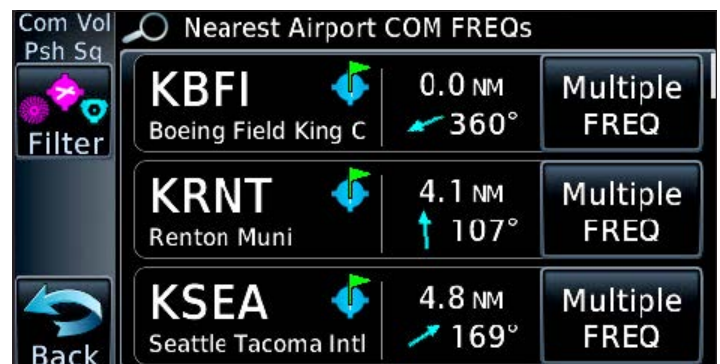 Com Vol
Psh Sq
Nearest Airport COM FREQs
Filter
Back
KBFI
Boeing Field King C
0.0 NM
360°
Multiple
FREQ
KRNT
Renton Muni
4.1 NM
107°
Multiple
FREQ
KSEA
Seattle Tacoma Intl
4.8 NM
169°
Multiple
FREQ